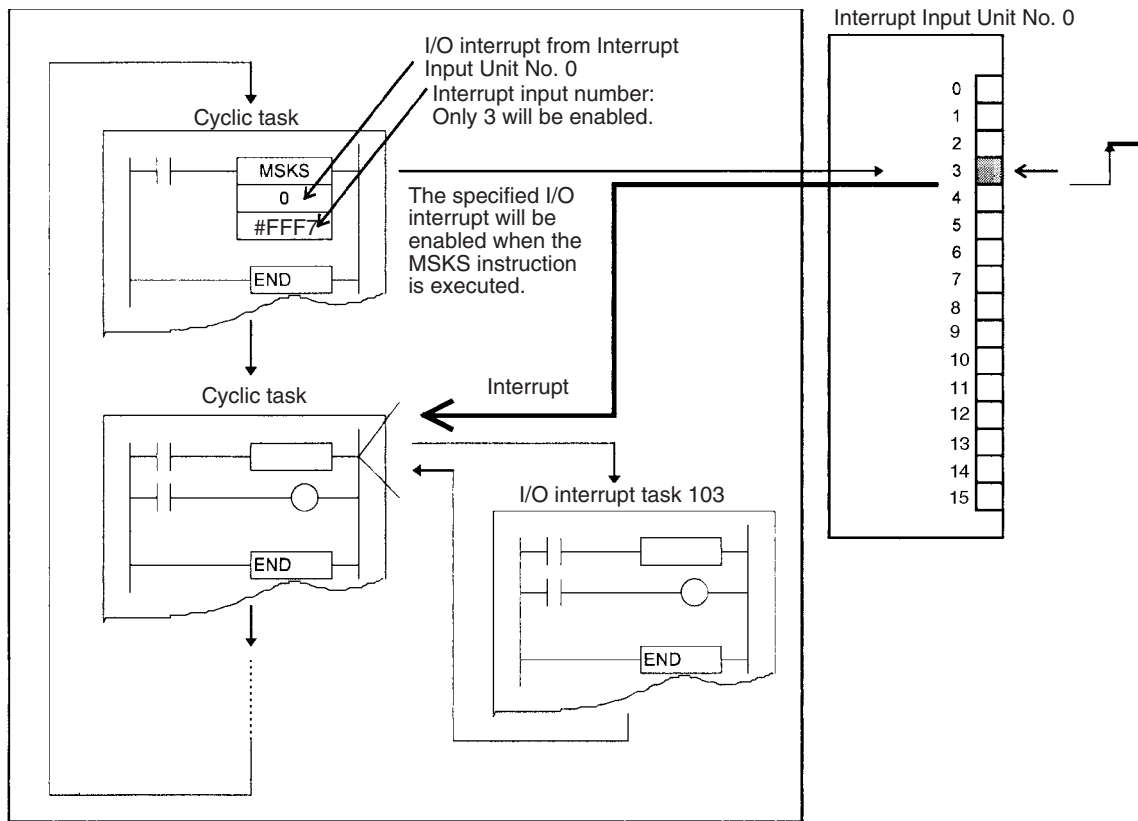 Interrupt Input Unit No. 0
I/O interrupt from Interrupt
Input Unit No. 0
Interrupt input number:
Only 3 will be enabled.
Cyclic task
MSKS
0
#FFF7
END
The specified I/O
interrupt will be
enabled when the
MSKS instruction
is executed.
0
1
2
3
4
5
6
7
8
9
10
11
12
13
14
15
Interrupt
Cyclic task
END
I/O interrupt task 103
END